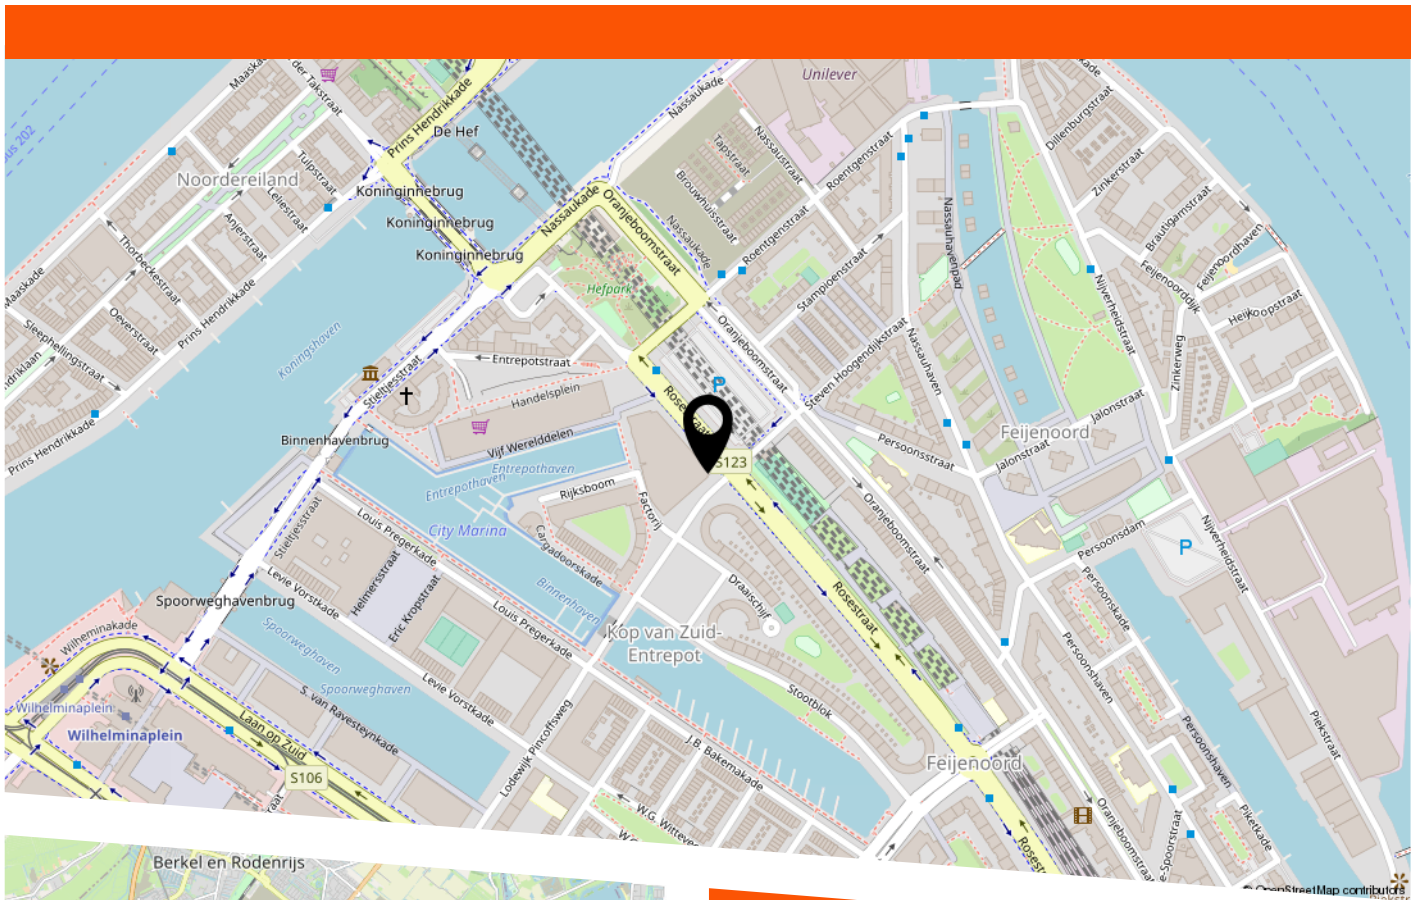 Unilever
Maaskade
der Takstraat
Prins Hendrikkade
De Hef
Nassaukade
Tapstraat
Nassaustraat
Brouwhuisstraat
Roentgenstraat
Dillenburgstraat
Zinkerstraat
Noordereiland
Tulpstraat
Leliestraat
Anjerstraat
Koninginnebrug
Koninginnebrug
Koninginnebrug
Nassaukade
Oranjeboomstraat
Nassaukade
Roentgenstraat
Stampioenstraat
Nassauhavenpad
Brautigamstraat
Feijenoordhaven
Feijenoorddijk
Nijverheidstraat
Heijkoopstraat
Zinkerweg
Thorbeckestraat
Maaskade
Oeverstraat
Prins Hendrikkade
Sleephellingstraat
Koningshaven
Hefpark
Oranjeboomstraat
Steven Hoogendijkstraat
Nassauhaven
Entrepotstraat
Handelsplein
Stieltjesstraat
P
Prins Hendrikkade
Binnenhavenbrug
Vijf Werelddelen
Entrepothaven
Entrepothaven
S123
Persoonsstraat
Feijenoord
Jalonstraat
Jalonstraat
Rijksboom
Factorij
City Marina
Cargadoorskade
Louis Pregerkade
Stieltjesstraat
Levie Vorstkade
Helmersstraat
Eric Kropstraat
Binnenhaven
Louis Pregerkade
Oranjeboomstraat
Persoonsdam
P
Nijverheidstraat
Spoorweghavenbrug
Wilheminakade
Spoorweghaven
Spoorweghaven
Levie Vorstkade
Kop van Zuid-
Entrepot
Draaischijf
Rosestraat
Persoonskade
Persoonshaven
Stootblok
Wilhelminaplein
Wilhelminaplein
Laan op Zuid
S. van Ravesteynkade
S106
Lodewijk Pincoffsweg
J.B. Bakemakade
Feijenoord
Persoonshaven
Piekstraat
Piketkade
Oranjeboomstraat
Berkel en Rodenrijs
© OpenStreetMap contributors